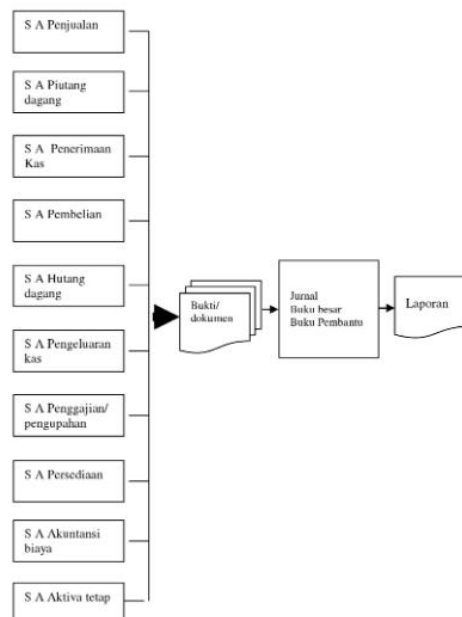 S A Penjualan
S A Piutang
dagang
S A Penerimaan
Kas
S A Pembelian
S A Hutang
dagang
S A Pengeluaran
kas
S A Penggajian/
pengupahan
S A Persediaan
S A Akuntansi
biaya
S A Aktiva tetap
Bukti/
dokumen
Jurnal
Buku besar
Buku Pembantu
Laporan